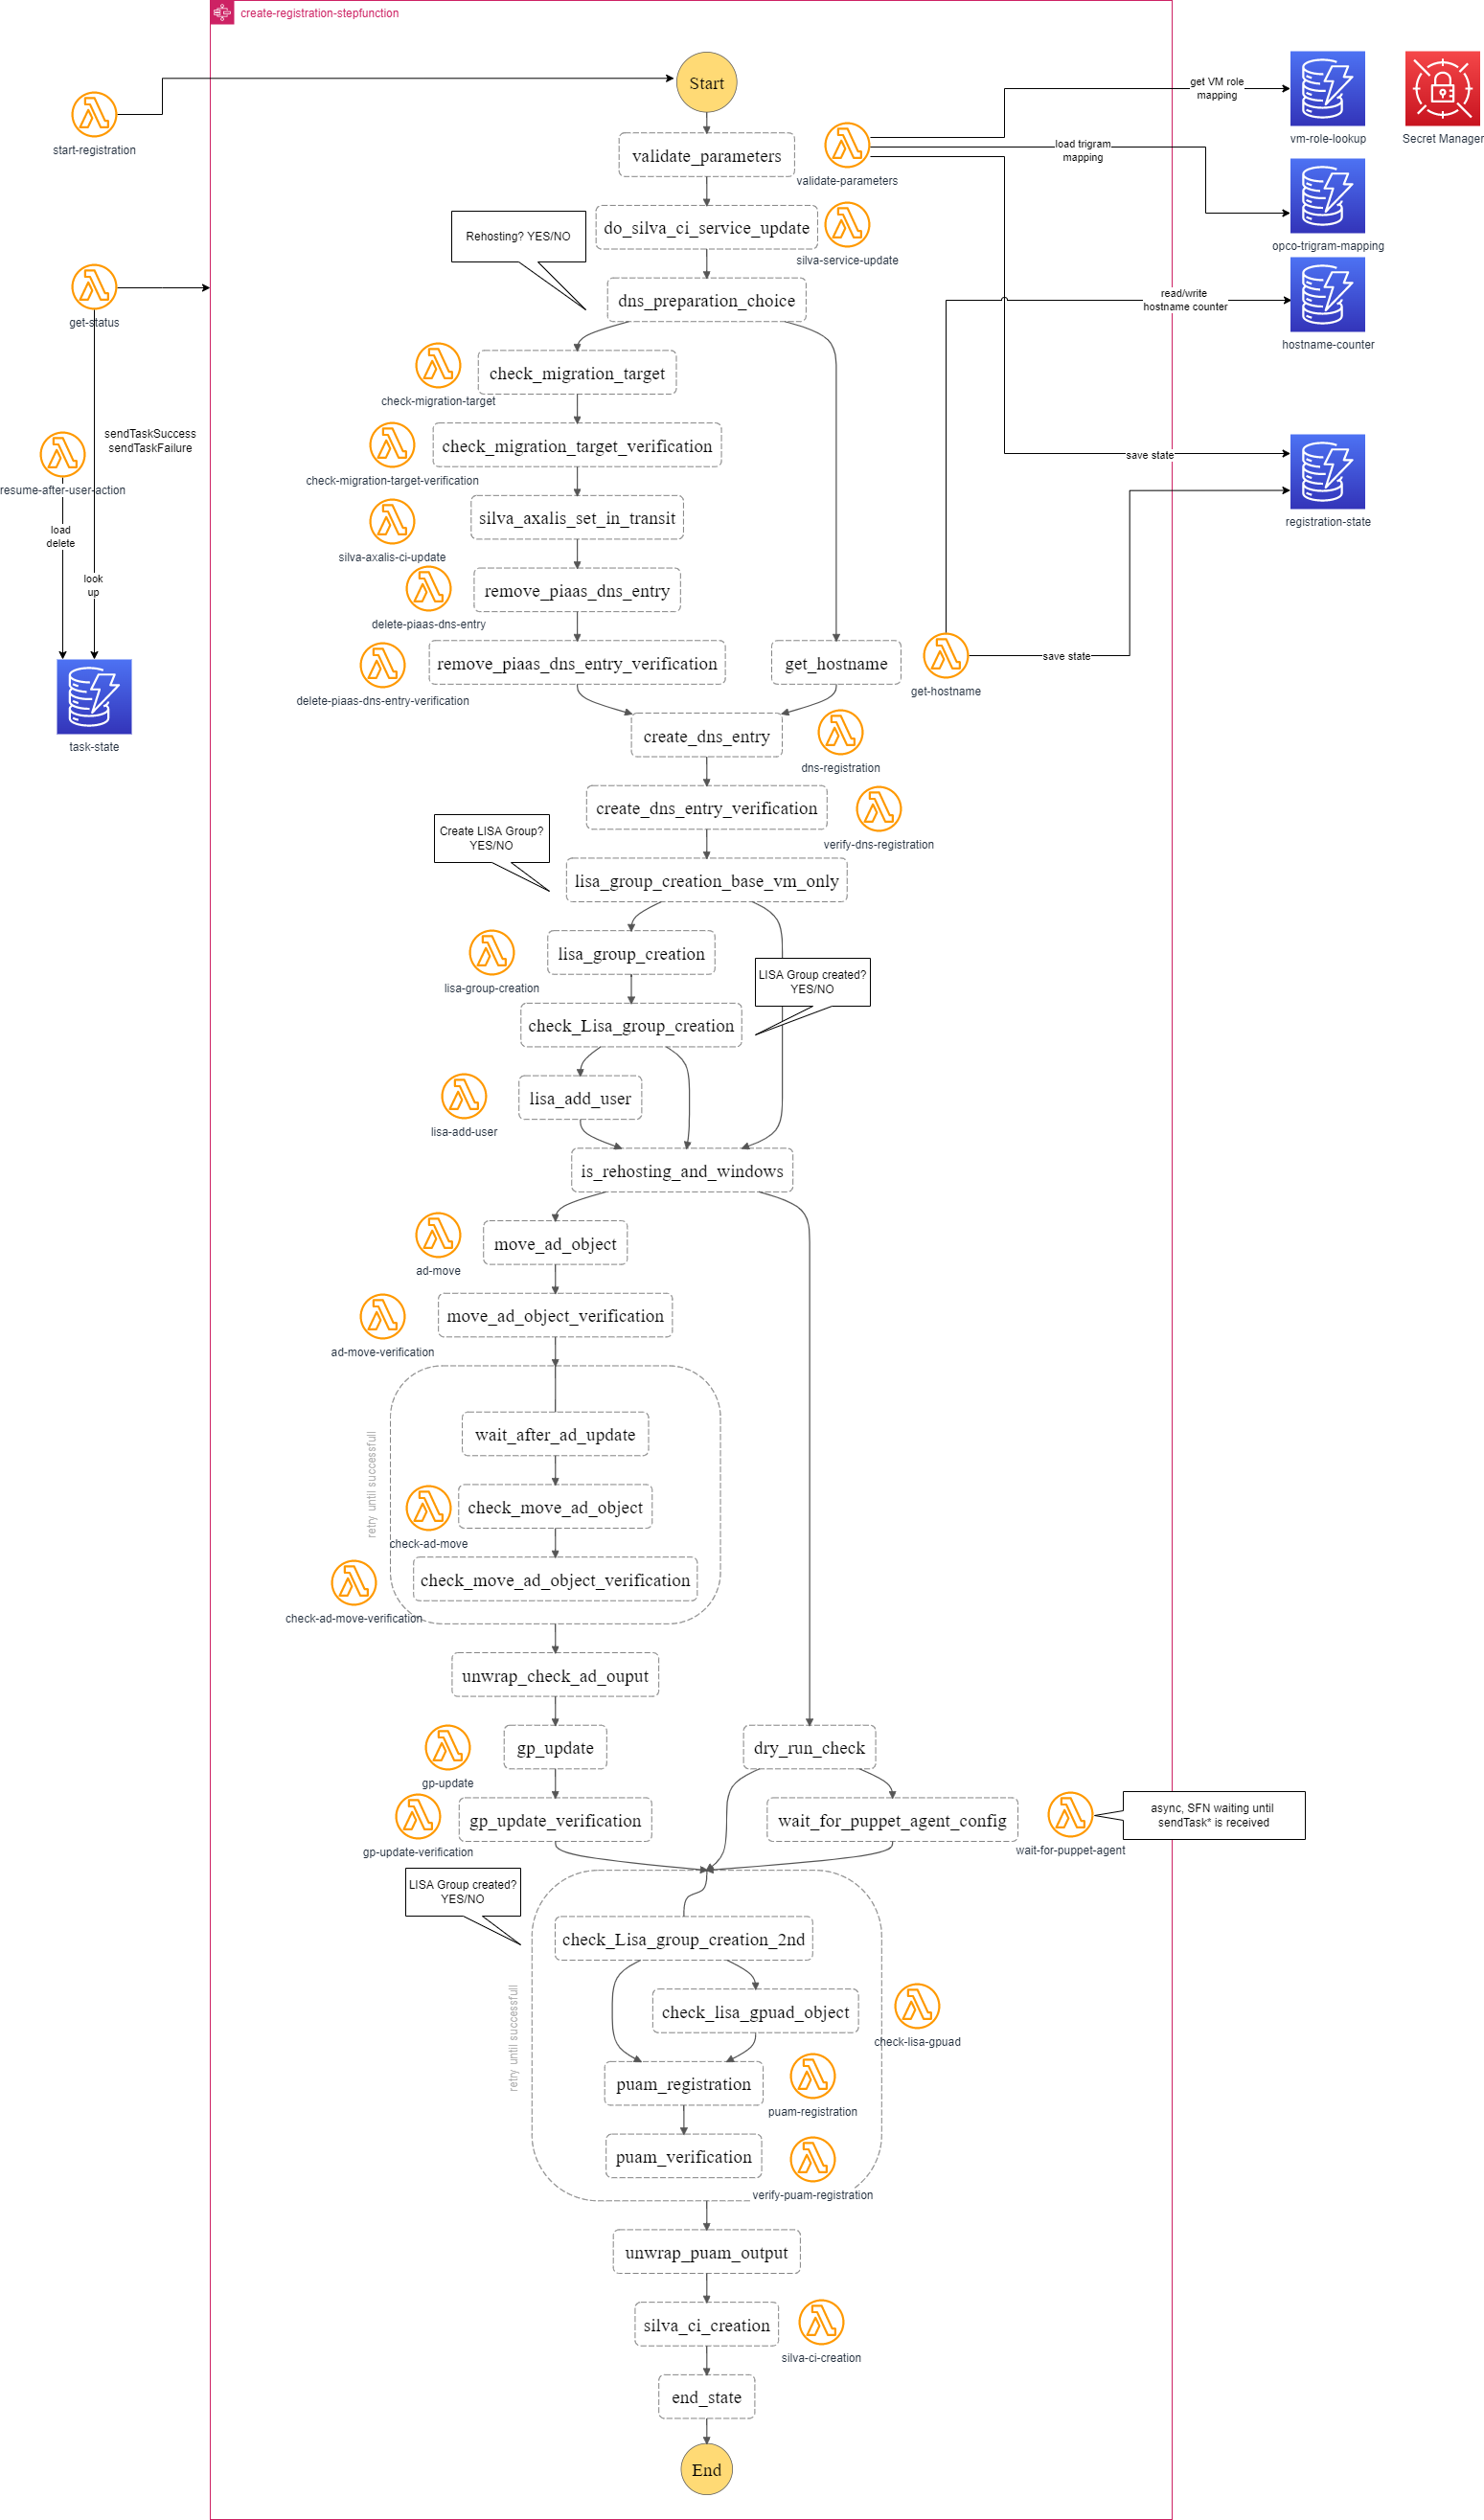 create-registration-stepfunction
Start
start-registration
get VM role
mapping
vm-role-lookup
Secret Manager
validate_parameters
validate-parameters
load trigram
mapping
opco-trigram-mapping
do_silva_ci_service_update
silva-service-update
Rehosting? YES/NO
dns_preparation_choice
get-status
read/write
hostname counter
hostname-counter
check_migration_target
check-migration-target
check_migration_target_verification
check-migration-target-verification
sendTaskSuccess
sendTaskFailure
resume-after-user-action
save state
registration-state
silva_axalis_set_in_transit
silva-axalis-ci-update
load
delete
look
up
remove_piaas_dns_entry
delete-piaas-dns-entry
remove_piaas_dns_entry_verification
delete-piaas-dns-entry-verification
get_hostname
get-hostname
save state
task-state
create_dns_entry
dns-registration
create_dns_entry_verification
verify-dns-registration
Create LISA Group?
YES/NO
lisa_group_creation_base_vm_only
lisa_group_creation
lisa-group-creation
LISA Group created?
YES/NO
check_Lisa_group_creation
lisa_add_user
lisa-add-user
is_rehosting_and_windows
move_ad_object
ad-move
move_ad_object_verification
ad-move-verification
retry until successfull
wait_after_ad_update
check_move_ad_object
check-ad-move
check_move_ad_object_verification
check-ad-move-verification
unwrap_check_ad_ouput
gp_update
gp-update
dry_run_check
gp_update_verification
gp-update-verification
wait_for_puppet_agent_config
wait-for-puppet-agent
async, SFN waiting until
sendTask* is received
LISA Group created?
YES/NO
check_Lisa_group_creation_2nd
retry until successfull
check_lisa_gpuad_object
check-lisa-gpuad
puam_registration
puam-registration
puam_verification
verify-puam-registration
unwrap_puam_output
silva_ci_creation
silva-ci-creation
end_state
End